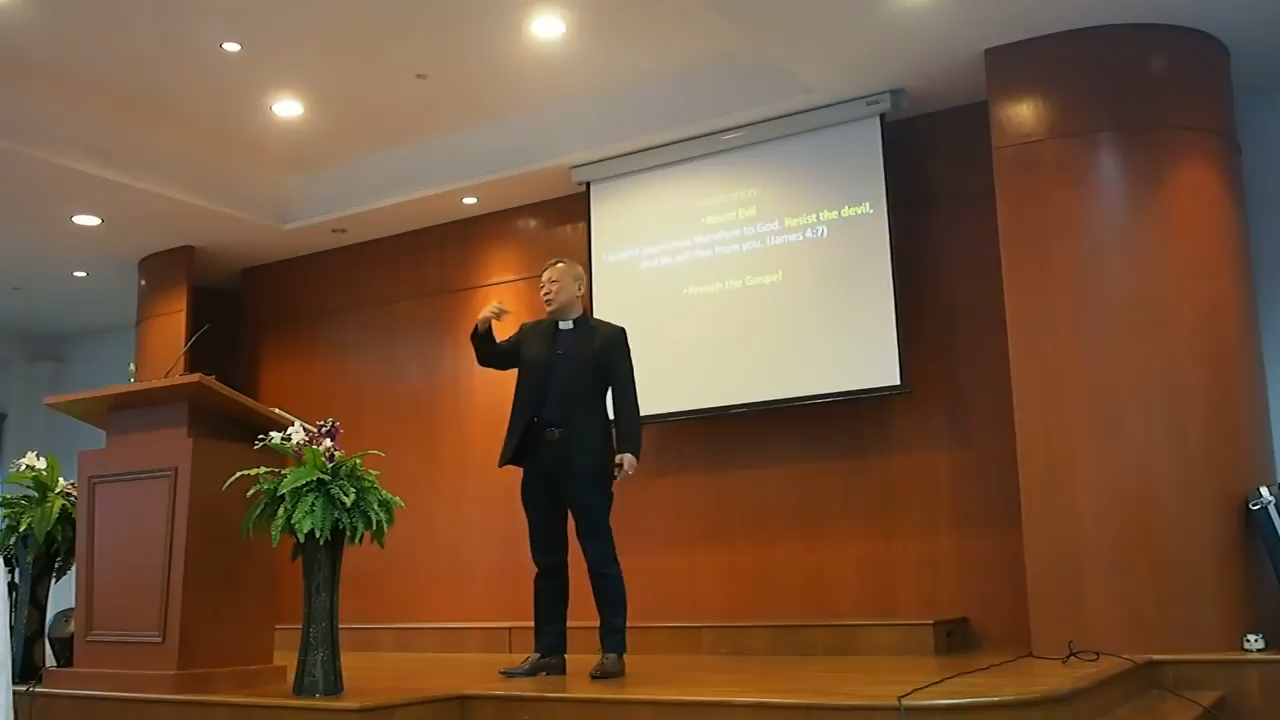 • Resist Evil
Submit yourselves therefore to God. Resist the devil,
and he will flee from you. (James 4:7)
• Preach the Gospel